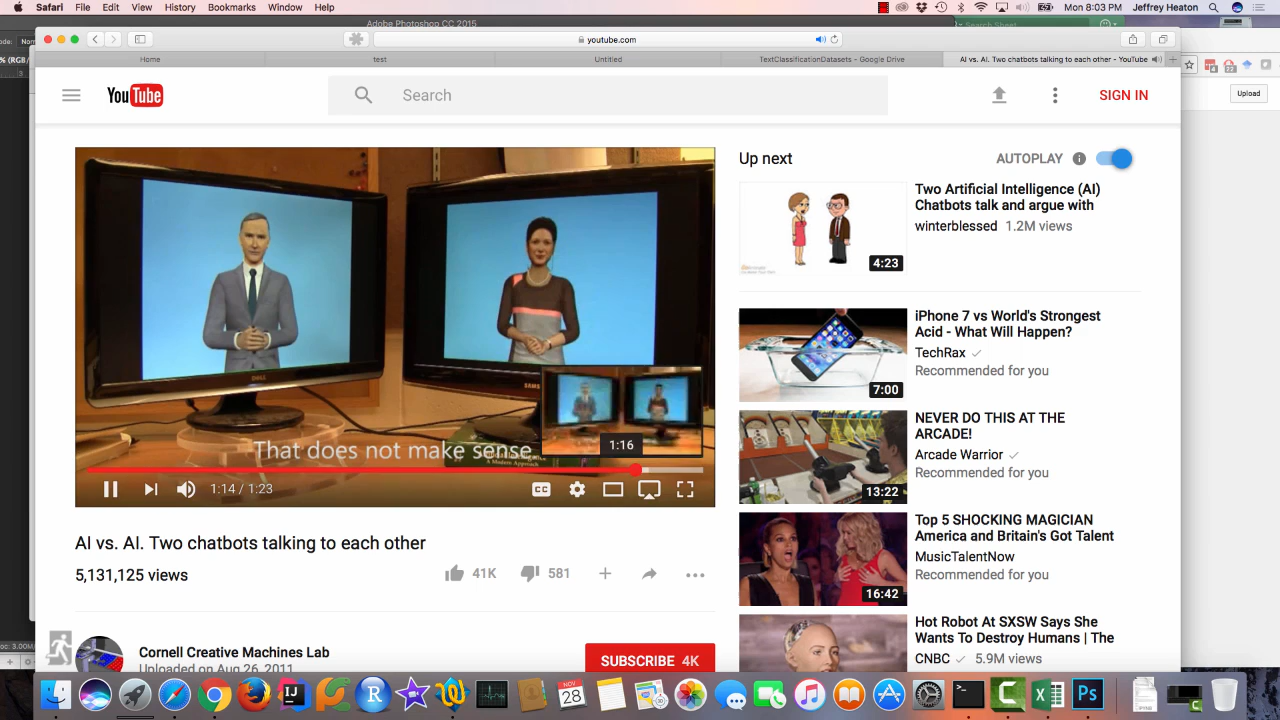 Safari File Edit View History Bookmarks Window Help
Mon 8:03 PM Jeffrey Heaton
Adobe Photoshop CC 2015
Search Sheet
youtube.com
Home
test
Untitled
TextClassificationDatasets - Google Drive
AI vs. AI. Two chatbots talking to each other - YouTube
Upload
YouTube
Search
SIGN IN
That does not make sense
1:16
1:14 / 1:23
CC
AI vs. AI. Two chatbots talking to each other
5,131,125 views
41K
581
Cornell Creative Machines Lab
Uploaded on Aug 26, 2011
SUBSCRIBE 4K
Up next
AUTOPLAY
Two Artificial Intelligence (AI)
Chatbots talk and argue with
winterblessed 1.2M views
4:23
iPhone 7 vs World's Strongest
Acid - What Will Happen?
TechRax
Recommended for you
7:00
NEVER DO THIS AT THE
ARCADE!
Arcade Warrior
Recommended for you
13:22
Top 5 SHOCKING MAGICIAN
America and Britain's Got Talent
MusicTalentNow
Recommended for you
16:42
Hot Robot At SXSW Says She
Wants To Destroy Humans | The
CNBC 5.9M views
NOV
28
R
Ps